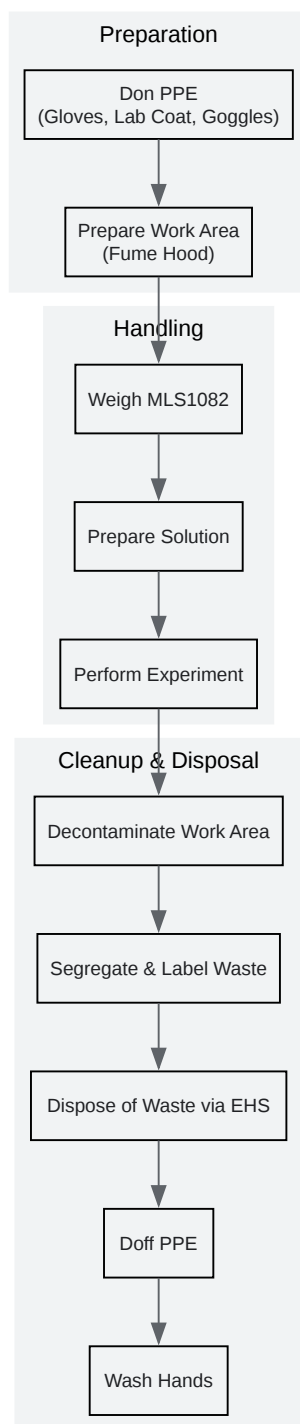 Preparation
Don PPE
(Gloves, Lab Coat, Goggles)
Prepare Work Area
(Fume Hood)
Handling
Weigh MLS1082
Prepare Solution
Perform Experiment
Cleanup & Disposal
Decontaminate Work Area
Segregate & Label Waste
Dispose of Waste via EHS
Doff PPE
Wash Hands